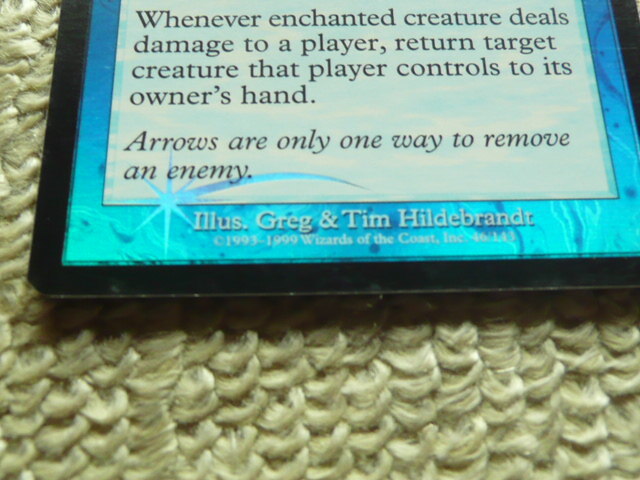 Whenever enchanted creature deals
damage to a player, return target
creature that player controls to its
owner's hand.
Arrows are only one way to remove
an enemy.
Illus. Greg & Tim Hildebrandt
©1993–1999 Wizards of the Coast, Inc. 46/143